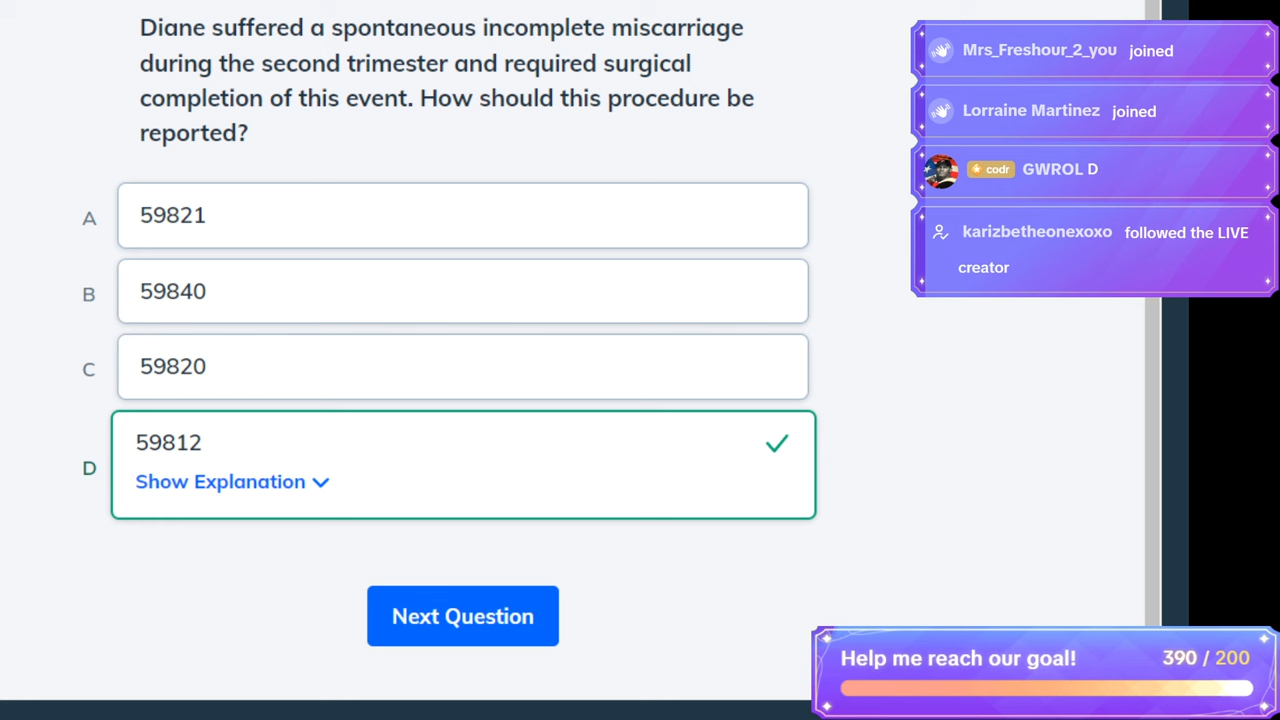 Diane suffered a spontaneous incomplete miscarriage
during the second trimester and required surgical
completion of this event. How should this procedure be
reported?
A 59821
B 59840
C 59820
D 59812
Show Explanation
Next Question
Mrs_Freshour_2_you joined
Lorraine Martinez joined
codr GWROL D
karizbetheonexoxo followed the LIVE
creator
Help me reach our goal! 390 / 200